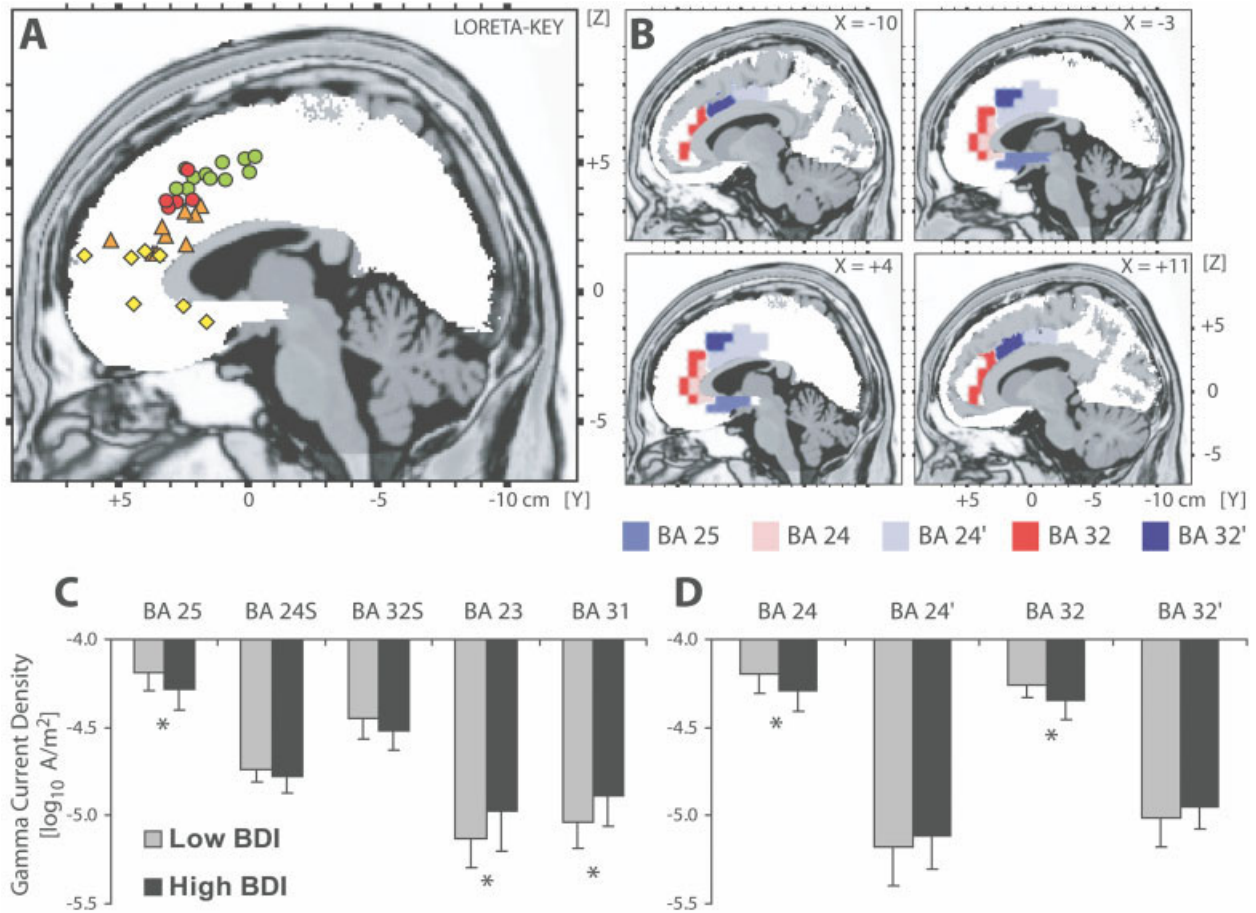 A
LORETA-KEY
[Z]
+5
0
-5
+5
0
-5
-10 cm
[Y]
B
X = -10
X = -3
X = +4
X = +11
[Z]
+5
0
-5
+5
0
-5
-10 cm
[Y]
BA 25
BA 24
BA 24'
BA 32
BA 32'
C
BA 25
BA 24S
BA 32S
BA 23
BA 31
Gamma Current Density
[log10 A/m2]
-4.0
-4.5
-5.0
-5.5
*
*
*
Low BDI
High BDI
D
BA 24
BA 24'
BA 32
BA 32'
-4.0
-4.5
-5.0
-5.5
*
*